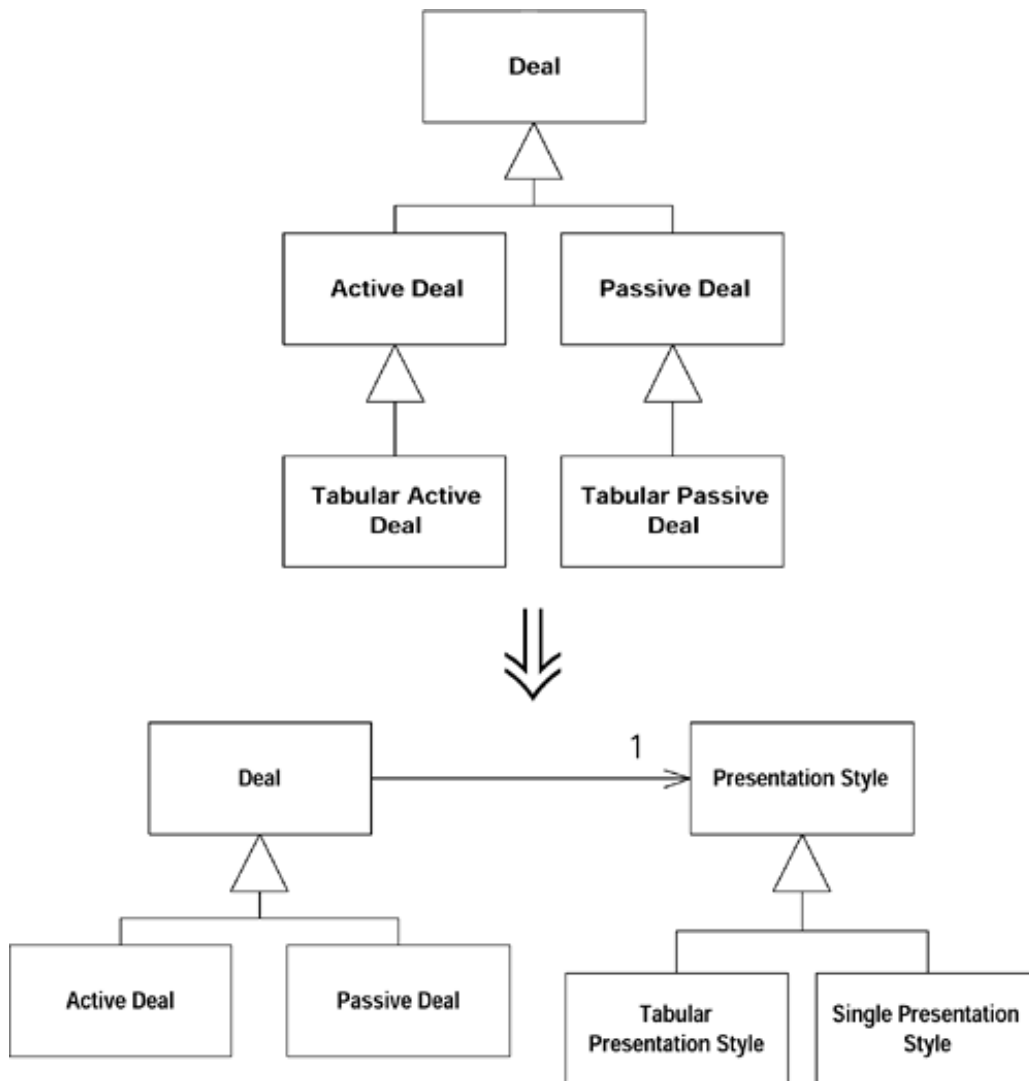 Deal
Active Deal
Passive Deal
Tabular Active
Deal
Tabular Passive
Deal
1
Deal
Presentation Style
Active Deal
Passive Deal
Tabular
Presentation Style
Single Presentation
Style